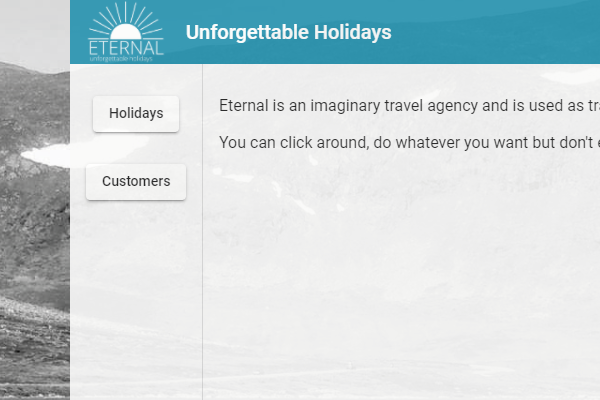 ETERNAL
unforgettable holidays
Unforgettable Holidays
Holidays
Customers
Eternal is an imaginary travel agency and is used as
You can click around, do whatever you want but don't